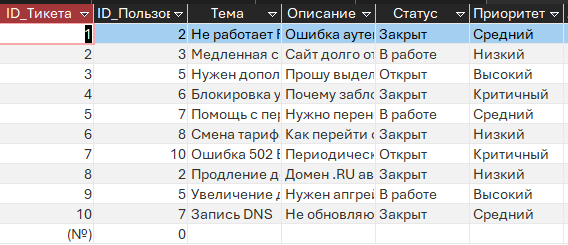 ID_Тикета ID_Пользов Тема Описание Статус Приоритет
1 2 Не работает Ошибка ауте Закрыт Средний
2 3 Медленная с Сайт долго от В работе Низкий
3 5 Нужен допол Прошу выдел Открыт Высокий
4 6 Блокировка у Почему забло Закрыт Критичный
5 7 Помощь с пер Нужно перен В работе Средний
6 8 Смена тариф Как перейти с Закрыт Низкий
7 10 Ошибка 502 Периодическ Открыт Критичный
8 2 Продление д Домен .RU ав Закрыт Низкий
9 5 Увеличение д Нужен апгрей В работе Высокий
10 7 Запись DNS Не обновляю Закрыт Средний
(№) 0